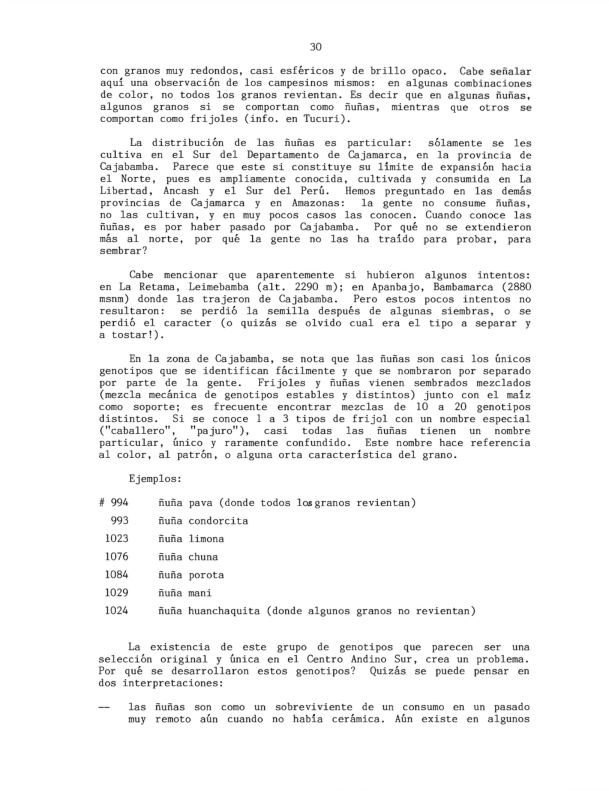 30
con granos muy redondos, casi esféricos y de brillo opaco. Cabe señalar
aquí una observación de los campesinos mismos: en algunas combinaciones
de color, no todos los granos revientan. Es decir que en algunas ñuñas,
algunos granos si se comportan como ñuñas, mientras que otros se
comportan como frijoles (info. en Tucuri).
La distribución de las ñuñas es particular: sólamente se les
cultiva en el Sur del Departamento de Cajamarca, en la provincia de
Cajabamba. Parece que este si constituye su límite de expansión hacia
el Norte, pues es ampliamente conocida, cultivada y consumida en La
Libertad, Ancash y el Sur del Perú. Hemos preguntado en las demás
provincias de Cajamarca y en Amazonas: la gente no consume ñuñas,
no las cultivan, y en muy pocos casos las conocen. Cuando conoce las
ñuñas, es por haber pasado por Cajabamba. Por qué no se extendieron
más al norte, por qué la gente no las ha traído para probar, para
sembrar?
Cabe mencionar que aparentemente si hubieron algunos intentos:
en La Retama, Leimebamba (alt. 2290 m); en Apanbajo, Bambamarca (2880
msnm) donde las trajeron de Cajabamba. Pero estos pocos intentos no
resultaron: se perdió la semilla después de algunas siembras, o se
perdió el caracter (o quizás se olvido cual era el tipo a separar y
a tostar!).
En la zona de Cajabamba, se nota que las ñuñas son casi los únicos
genotipos que se identifican fácilmente y que se nombraron por separado
por parte de la gente. Frijoles y ñuñas vienen sembrados mezclados
(mezcla mecánica de genotipos estables y distintos) junto con el maíz
como soporte; es frecuente encontrar mezclas de 10 a 20 genotipos
distintos. Si se conoce 1 a 3 tipos de frijol con un nombre especial
("caballero", "pajuro"), casi todas las ñuñas tienen un nombre
particular, único y raramente confundido. Este nombre hace referencia
al color, al patrón, o alguna orta característica del grano.
Ejemplos:
# 994 ñuña pava (donde todos los granos revientan)
993 ñuña condorcita
1023 ñuña limona
1076 ñuña chuna
1084 ñuña porota
1029 ñuña mani
1024 ñuña huanchaquita (donde algunos granos no revientan)
La existencia de este grupo de genotipos que parecen ser una
selección original y única en el Centro Andino Sur, crea un problema.
Por qué se desarrollaron estos genotipos? Quizás se puede pensar en
dos interpretaciones:
-- las ñuñas son como un sobreviviente de un consumo en un pasado
muy remoto aún cuando no había cerámica. Aún existe en algunos